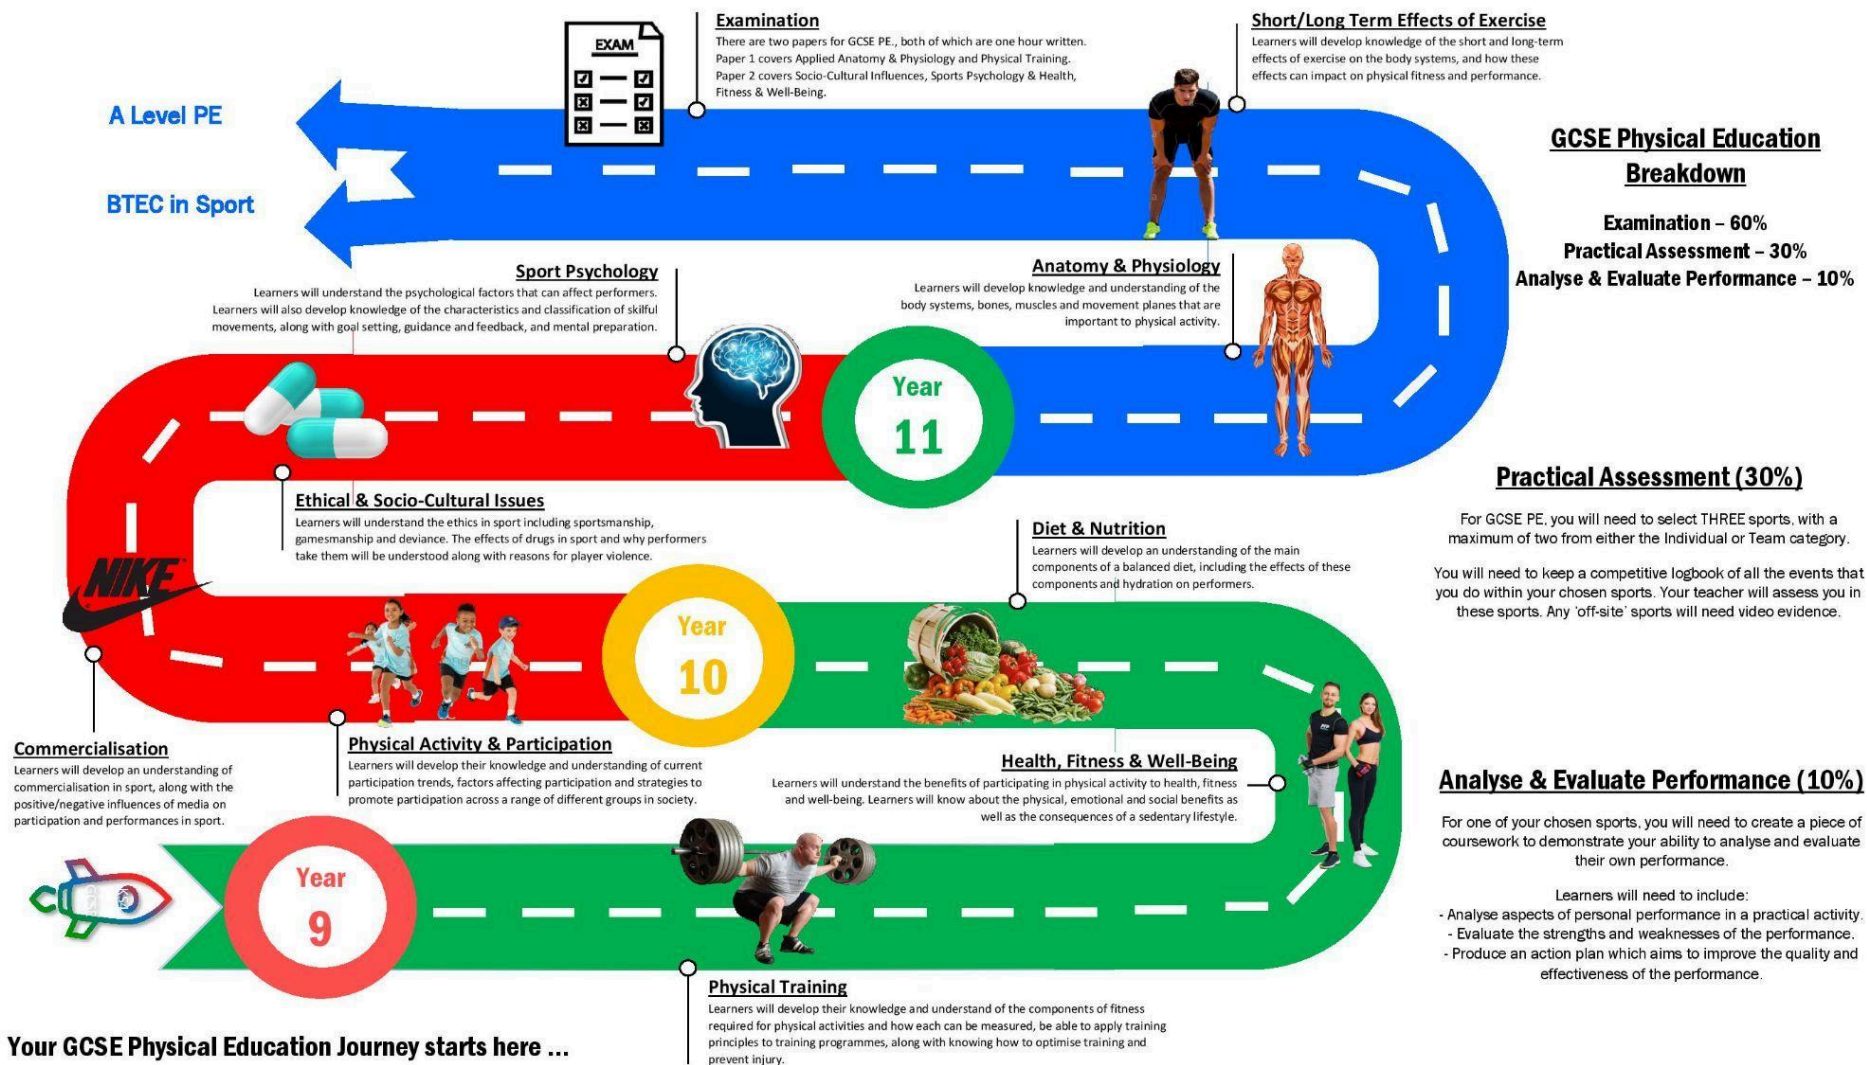 Examination
There are two papers for GCSE PE., both of which are one hour written.
Paper 1 covers Applied Anatomy & Physiology and Physical Training.
Paper 2 covers Socio-Cultural Influences, Sports Psychology & Health,
Fitness & Well-Being.
EXAM
Short/Long Term Effects of Exercise
Learners will develop knowledge of the short and long-term
effects of exercise on the body systems, and how these
effects can impact on physical fitness and performance.
A Level PE
BTEC in Sport
GCSE Physical Education
Breakdown
Examination – 60%
Practical Assessment – 30%
Analyse & Evaluate Performance – 10%
Sport Psychology
Learners will understand the psychological factors that can affect performers.
Learners will also develop knowledge of the characteristics and classification of skilful
movements, along with goal setting, guidance and feedback, and mental preparation.
Anatomy & Physiology
Learners will develop knowledge and understanding of the
body systems, bones, muscles and movement planes that are
important to physical activity.
Year
11
Ethical & Socio-Cultural Issues
Learners will understand the ethics in sport including sportsmanship,
gamesmanship and deviance. The effects of drugs in sport and why performers
take them will be understood along with reasons for player violence.
Practical Assessment (30%)
For GCSE PE, you will need to select THREE sports, with a
maximum of two from either the Individual or Team category.
You will need to keep a competitive logbook of all the events that
you do within your chosen sports. Your teacher will assess you in
these sports. Any 'off-site' sports will need video evidence.
Diet & Nutrition
Learners will develop an understanding of the main
components of a balanced diet, including the effects of these
components and hydration on performers.
NIKE
Year
10
Commercialisation
Learners will develop an understanding of
commercialisation in sport, along with the
positive/negative influences of media on
participation and performances in sport.
Physical Activity & Participation
Learners will develop their knowledge and understanding of current
participation trends, factors affecting participation and strategies to
promote participation across a range of different groups in society.
Health, Fitness & Well-Being
Learners will understand the benefits of participating in physical activity to health, fitness
and well-being. Learners will know about the physical, emotional and social benefits as
well as the consequences of a sedentary lifestyle.
Analyse & Evaluate Performance (10%)
For one of your chosen sports, you will need to create a piece of
coursework to demonstrate your ability to analyse and evaluate
their own performance.
Learners will need to include:
- Analyse aspects of personal performance in a practical activity.
- Evaluate the strengths and weaknesses of the performance.
- Produce an action plan which aims to improve the quality and
effectiveness of the performance.
Year
9
Physical Training
Learners will develop their knowledge and understand of the components of fitness
required for physical activities and how each can be measured, be able to apply training
principles to training programmes, along with knowing how to optimise training and
prevent injury.
Your GCSE Physical Education Journey starts here ...